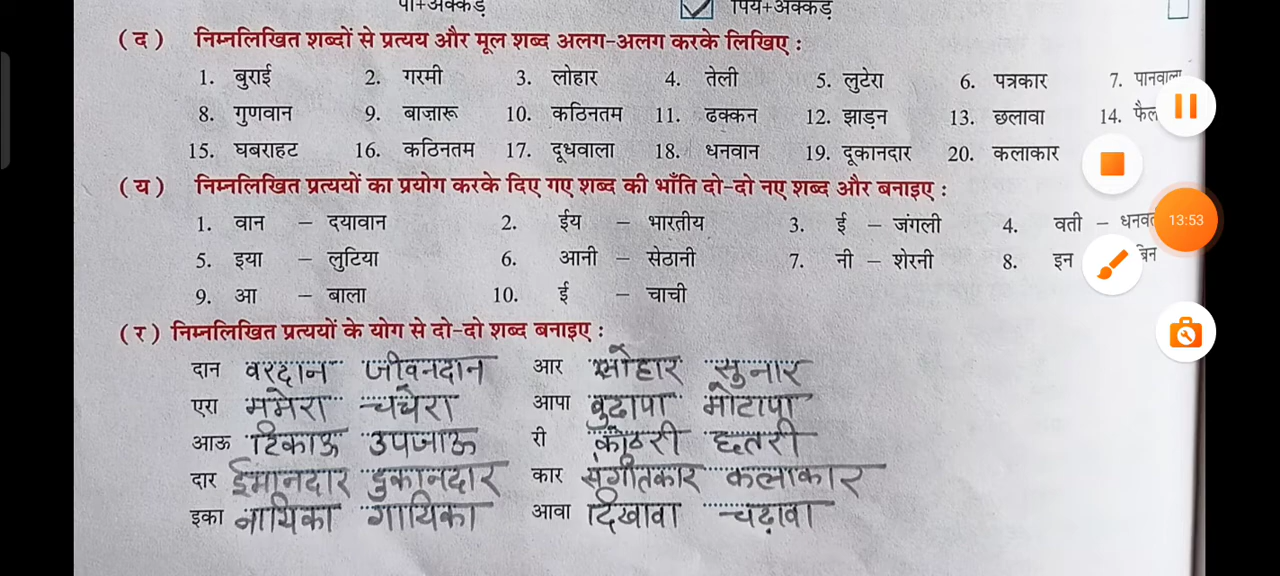 पी+अक्कड़ पिय+अक्कड़
(द) निम्नलिखित शब्दों से प्रत्यय और मूल शब्द अलग-अलग करके लिखिए :
1. बुराई 2. गरमी 3. लोहार 4. तेली 5. लुटेरा 6. पत्रकार 7. पानवाला
8. गुणवान 9. बाजारू 10. कठिनतम 11. ढक्कन 12. झाड़न 13. छलावा 14. फैल
15. घबराहट 16. कठिनतम 17. दूधवाला 18. धनवान 19. दूकानदार 20. कलाकार
(य) निम्नलिखित प्रत्ययों का प्रयोग करके दिए गए शब्द की भाँति दो-दो नए शब्द और बनाइए :
1. वान – दयावान 2. ईय – भारतीय 3. ई – जंगली 4. वती – धनवत
13:53
5. इया – लुटिया 6. आनी – सेठानी 7. नी – शेरनी 8. इन
9. आ – बाला 10. ई – चाची
(र) निम्नलिखित प्रत्ययों के योग से दो-दो शब्द बनाइए :
दान वरदान जीवनदान आर लोहार सुनार
एरा ममेरा चचेरा आपा बुढापा मोटापा
आऊ टिकाऊ उपजाऊ री कोठरी छतरी
दार ईमानदार दुकानदार कार संगीतकार कलाकार
इका नायिका गायिका आवा दिखावा चढ़ावा